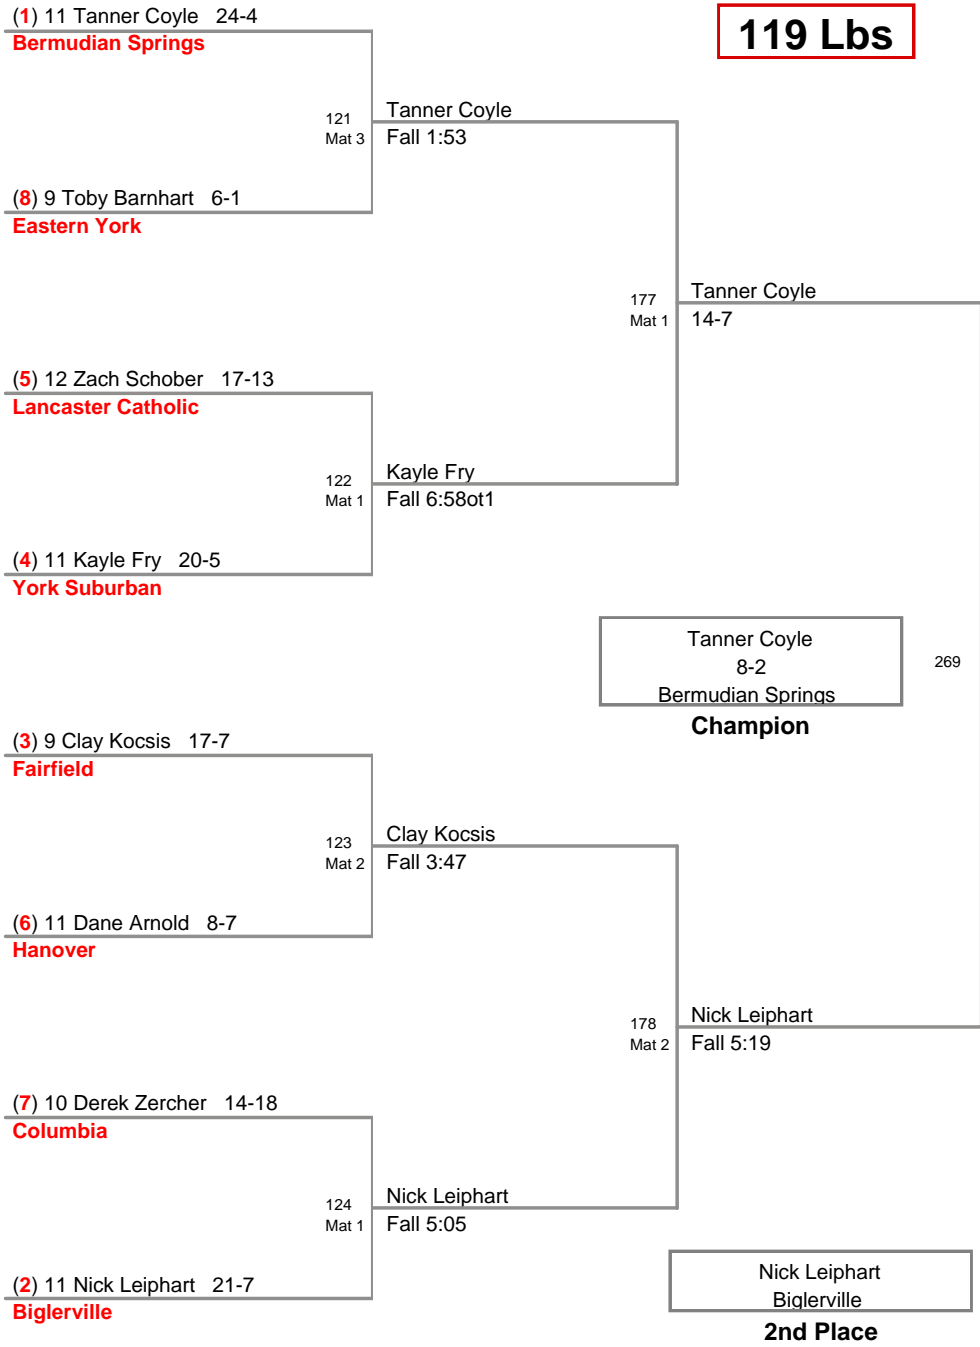 (1) 11 Tanner Coyle 24-4
Bermudian Springs
119 Lbs
121
Mat 3
Tanner Coyle
Fall 1:53
(8) 9 Toby Barnhart 6-1
Eastern York
177
Mat 1
Tanner Coyle
14-7
(5) 12 Zach Schober 17-13
Lancaster Catholic
122
Mat 1
Kayle Fry
Fall 6:58ot1
(4) 11 Kayle Fry 20-5
York Suburban
Tanner Coyle
8-2
Bermudian Springs
Champion
269
(3) 9 Clay Kocsis 17-7
Fairfield
123
Mat 2
Clay Kocsis
Fall 3:47
(6) 11 Dane Arnold 8-7
Hanover
178
Mat 2
Nick Leiphart
Fall 5:19
(7) 10 Derek Zercher 14-18
Columbia
124
Mat 1
Nick Leiphart
Fall 5:05
(2) 11 Nick Leiphart 21-7
Biglerville
Nick Leiphart
Biglerville
2nd Place